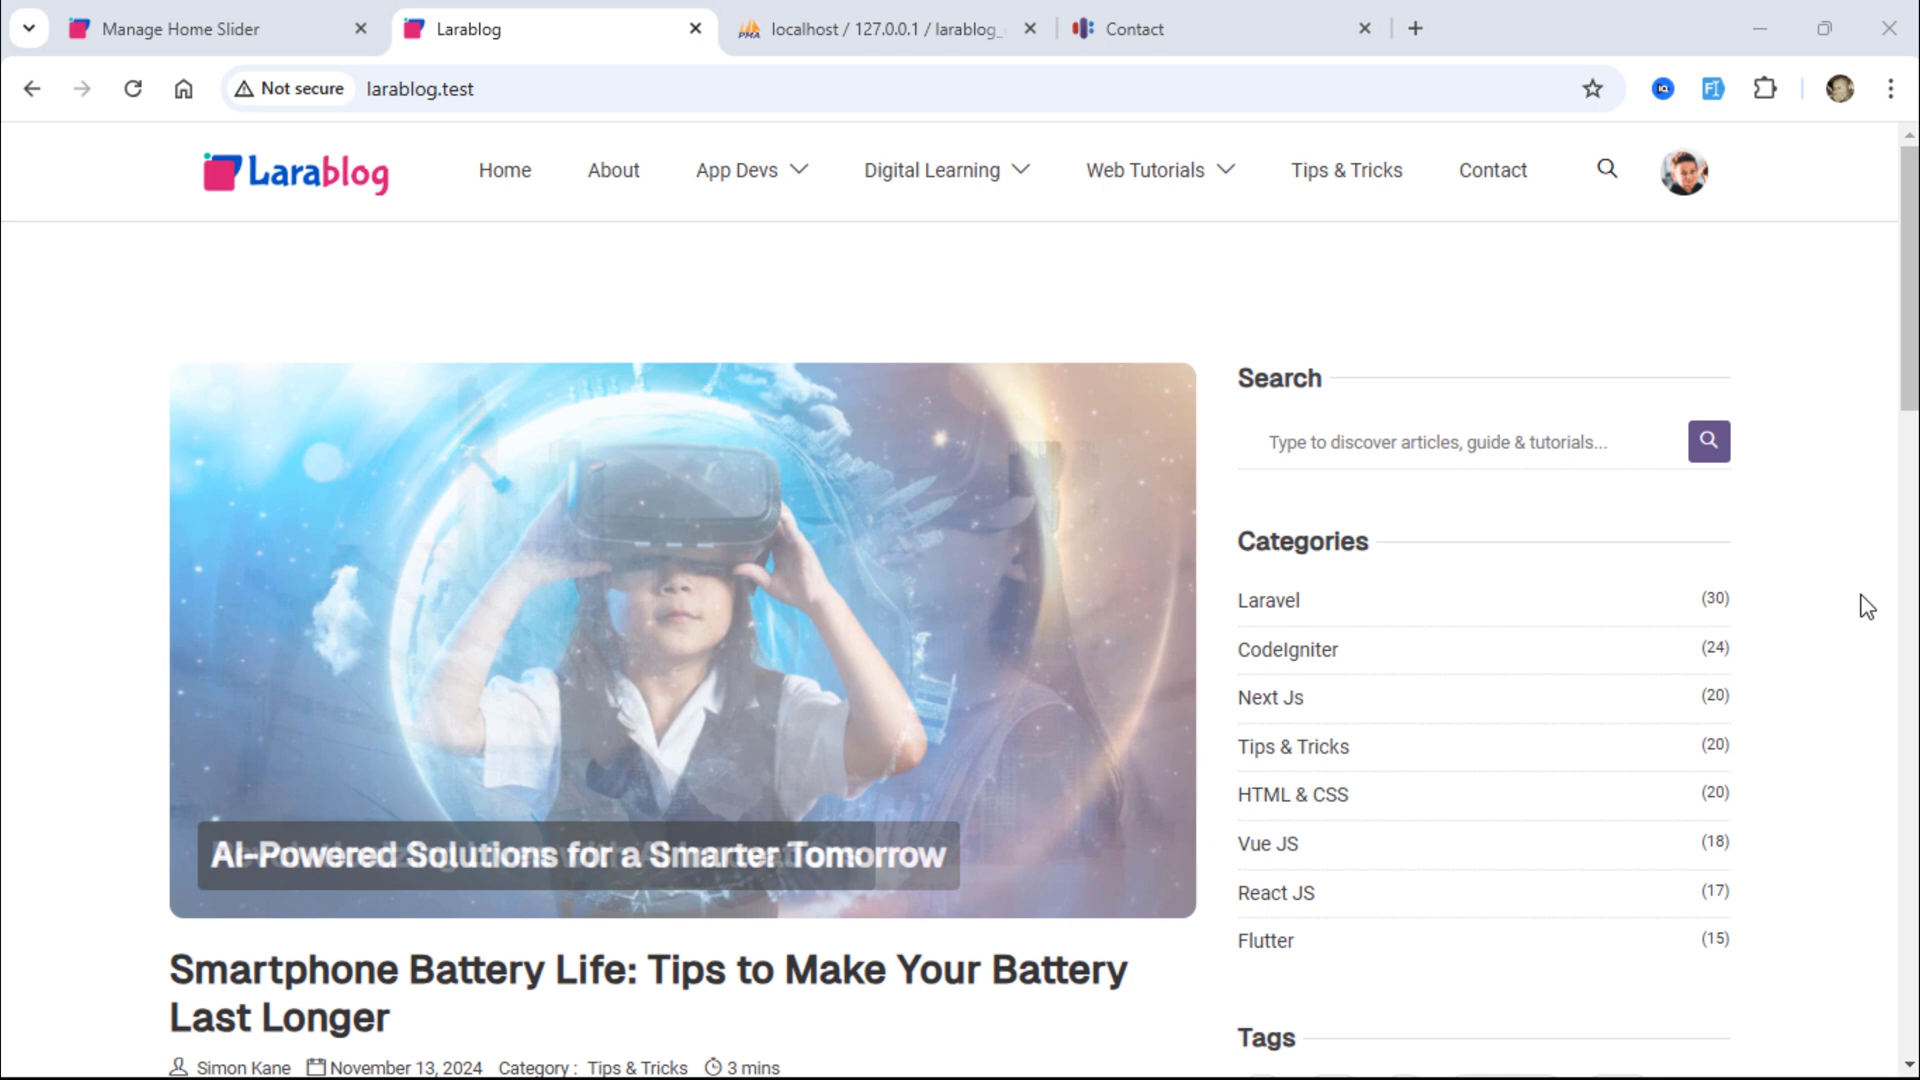 Manage Home Slider
Larablog
localhost / 127.0.0.1 / larablog_
Contact
Not secure
larablog.test
Larablog
Home
About
App Devs
Digital Learning
Web Tutorials
Tips & Tricks
Contact
AI-Powered Solutions for a Smarter Tomorrow
Smartphone Battery Life: Tips to Make Your Battery
Last Longer
Simon Kane November 13, 2024 Category : Tips & Tricks 3 mins
Search
Type to discover articles, guide & tutorials...
Categories
Laravel (30)
CodeIgniter (24)
Next Js (20)
Tips & Tricks (20)
HTML & CSS (20)
Vue JS (18)
React JS (17)
Flutter (15)
Tags